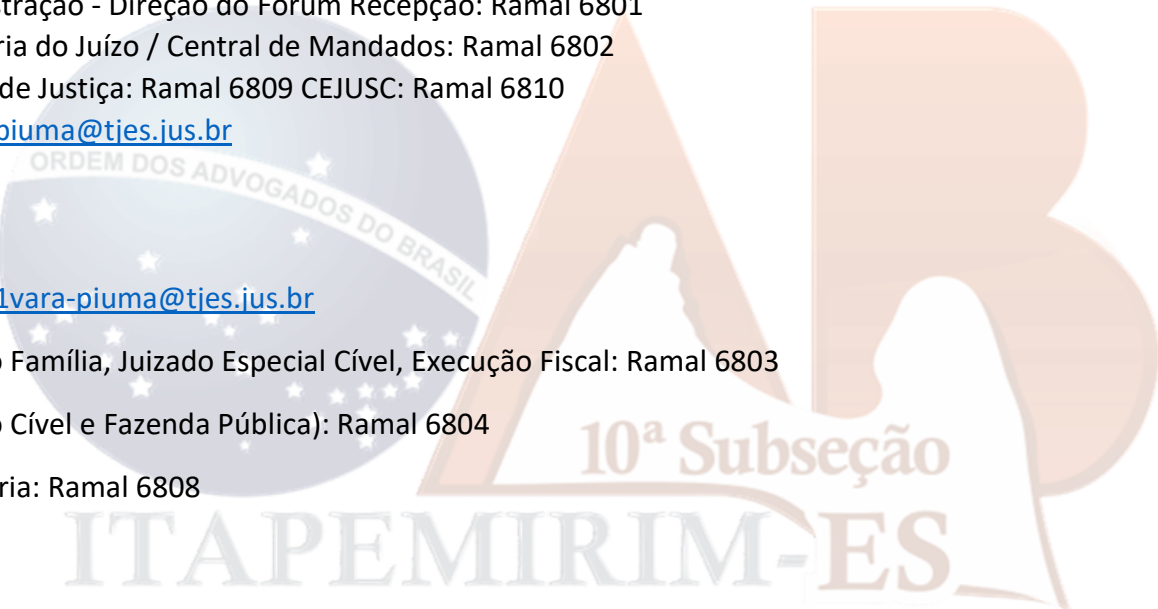 stração - Direção do Fórum Recepção: Ramal 6801
ria do Juízo / Central de Mandados: Ramal 6802
de Justiça: Ramal 6809 CEJUSC: Ramal 6810
piuma@tjes.jus.br
ORDEM DOS ADVOGADOS DO BRASIL
1vara-piuma@tjes.jus.br
o Família, Juizado Especial Cível, Execução Fiscal: Ramal 6803
o Cível e Fazenda Pública): Ramal 6804
10ª Subseção
ria: Ramal 6808
ITAPEMIRIM-ES